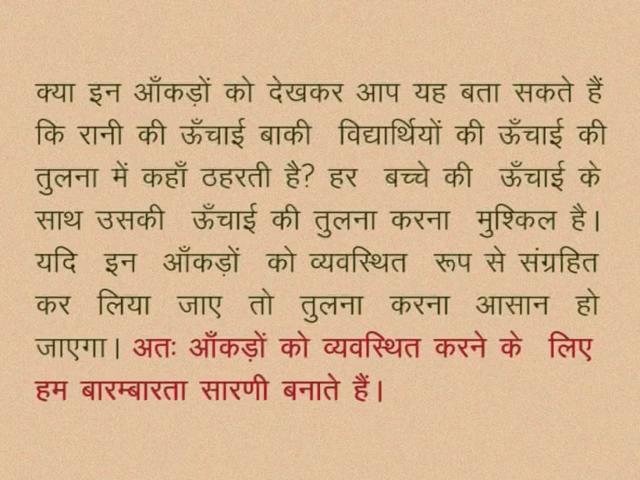 क्या इन आँकड़ों को देखकर आप यह बता सकते हैं
कि रानी की ऊँचाई बाकी विद्यार्थियों की ऊँचाई की
तुलना में कहाँ ठहरती है? हर बच्चे की ऊँचाई के
साथ उसकी ऊँचाई की तुलना करना मुश्किल है।
यदि इन आँकड़ों को व्यवस्थित रूप से संग्रहित
कर लिया जाए तो तुलना करना आसान हो
जाएगा। अतः आँकड़ों को व्यवस्थित करने के लिए
हम बारम्बारता सारणी बनाते हैं।